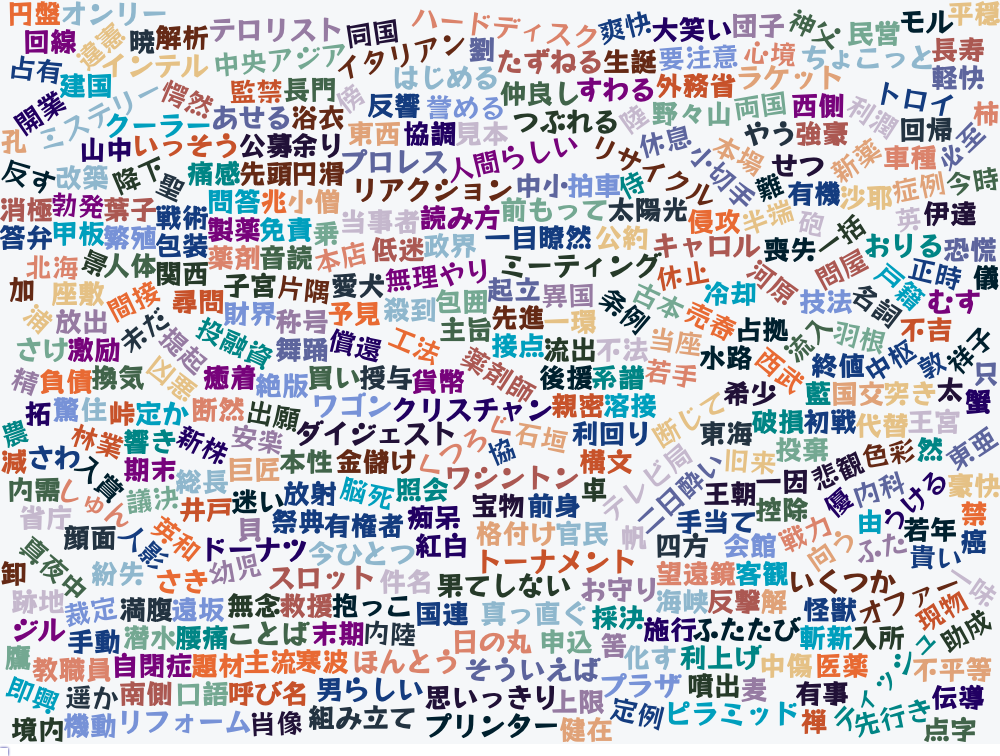 円盤 オンリー テロリスト 同国 ハードディスク 爽快 大笑い 団子 神父 民営 モル 平穏
回線 違憲 暁 解析 中央アジア イタリアン 劉 たずねる 生誕 要注意 心境 ちょこっと 長寿
占有 建国 インテル はじめる 仲良し すわる 外務省 ラケット 軽快
開業 ミステリー 愕然 監禁 長門 反響 誉める つぶれる 陸 野々山 両国 西側 利潤 トロイ 柿
孔 クーラー あせる 浴衣 東西 協調 見本 休息 やう 強豪 回帰 必至
山中 いっそう 公募 余り プロレス 人間らしい リサイクル 小切手 本場 せつ 新薬 車種
反す 改築 降下 聖 痛感 先頭 円滑 リアクション 中小 拍車 侍 難 有機 沙耶 症例 今時
消極 勃発 葉子 戦術 問答 兆 小僧 当事者 読み方 前もって 太陽光 侵攻 半端 砲 英 伊達
答弁 甲板 繁殖 包装 製薬 免責 乗 低迷 政界 一目瞭然 公約 キャロル 喪失 一括 おりる 恐慌
北海 景 人体 関西 薬剤 音読 本店 無理やり ミーティング 休止 河原 問屋 戸籍 正時 儀
加 座敷 間接 尋問 子宮 片隅 愛犬 包囲 起立 異国 条例 古本 冷却 技法 名詞 むす
浦 放出 未だ 財界 称号 予見 殺到 主旨 先進 一環 売春 占拠 流入 羽根 不吉
さけ 激励 提起 投融資 舞踊 償還 工法 接点 流出 不法 当座 水路 西武 終値 中枢 敦 祥子
精 負債 換気 凶悪 癒着 絶版 買い 授与 貨幣 薬剤師 後援 系譜 若手 希少 藍 国交 突き 太 蟹 只
拓 驚 住 峠 定か 断然 出願 ワゴン クリスチャン 親密 溶接 断じて 破損 初戦 代替 王宮
農 林業 響き 新株 安楽 ダイジェスト くつろぐ 協 石垣 利回り 東海 投棄 色彩 然 東亜
減 さわ 入賞 期末 総長 巨匠 本性 金儲け ワシントン 横文 テレビ局 旧来 一因 悲観
内需 しゅん 議決 井戸 迷い 放射 脳死 照会 宝物 前身 卓 二日酔い 王朝 控除 優 内科 うける 豪快
省庁 顔面 人影 英和 貝 祭典 有権者 痴呆 格付け 官民 帆 手当て 戦力 由 若年 禁
真夜中 ドーナツ 今ひとつ 紅白 トーナメント 四方 会館 向う ふた 貴い 癌
卸 紛失 さき 幼児 スロット 件名 果てしない お守り 望遠鏡 客観 いくつか 一味
跡地 裁定 満腹 遠坂 無念 救援 抱っこ 国連 真っ直ぐ 採決 海峡 反撃 解 怪獣 オファー 現物
ジル 手動 潜水 腰痛 ことば 末期 内陸 日の丸 申込 筈 施行 ふたたび 斬新 入所 助成
鷹 教職員 自閉症 題材 主流 寒波 ほんとう そういえば 化す 利上げ 中傷 医薬 ティッシュ 不平等
即興 遥か 南側 口語 呼び名 男らしい 思いっきり 上限 プラザ 噴出 麦 有事 伝導
境内 機動 リフォーム 肖像 組み立て プリンター 健在 定例 ピラミッド 禅 先行き 点字